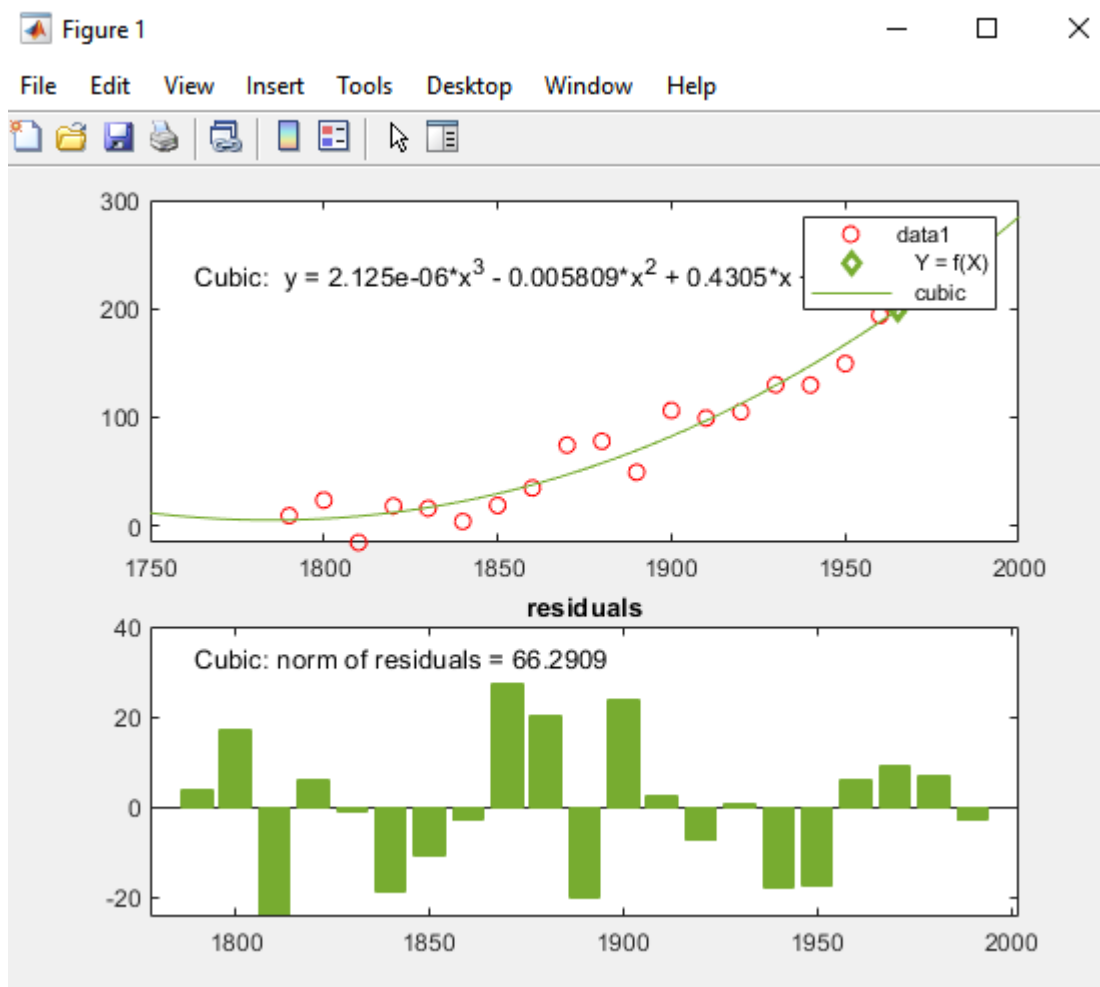 Figure 1
File Edit View Insert Tools Desktop Window Help
300
200
100
0
Cubic: y = 2.125e-06*x^3 - 0.005809*x^2 + 0.4305*x
data1
Y = f(X)
cubic
1750 1800 1850 1900 1950 2000
residuals
40
20
0
-20
Cubic: norm of residuals = 66.2909
1800 1850 1900 1950 2000